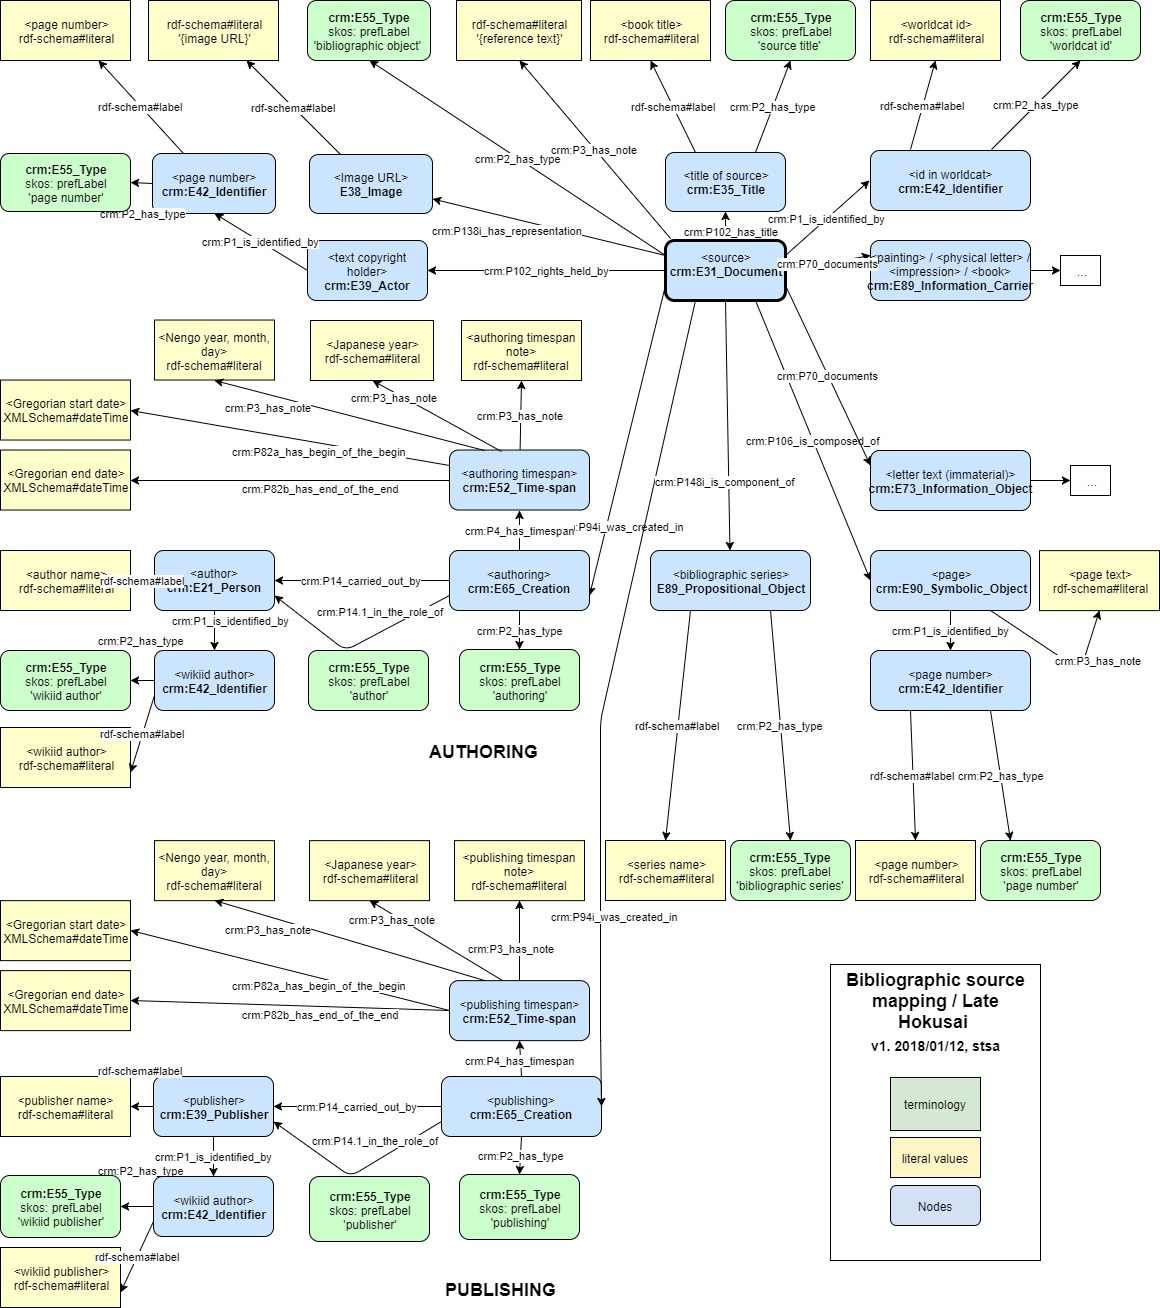 <page number>
rdf-schema#literal
rdf-schema#literal
'{image URL}'
crm:E55_Type
skos: prefLabel
'bibliographic object'
rdf-schema#literal
'{reference text}'
<book title>
rdf-schema#literal
crm:E55_Type
skos: prefLabel
'source title'
<worldcat id>
rdf-schema#literal
crm:E55_Type
skos: prefLabel
'worldcat id'
rdf-schema#label
rdf-schema#label
rdf-schema#label
crm:P2_has_type
rdf-schema#label
crm:P2_has_type
crm:P3_has_note
crm:P2_has_type
crm:E55_Type
skos: prefLabel
'page number'
<page number>
crm:E42_Identifier
<Image URL>
E38_Image
<title of source>
crm:E35_Title
<id in worldcat>
crm:E42_Identifier
crm:P2_has_type
crm:P1_is_identified_by
crm:P138i_has_representation
crm:P102_has_title
crm:P1_is_identified_by
<text copyright
holder>
crm:E39_Actor
crm:P102_rights_held_by
<source>
crm:E31_Document
crm:P70_documents
<painting> / <physical letter> /
<impression> / <book>
crm:E89_Information_Carrier
...
<Nengo year, month,
day>
rdf-schema#literal
<Japanese year>
rdf-schema#literal
<authoring timespan
note>
rdf-schema#literal
crm:P70_documents
<Gregorian start date>
XMLSchema#dateTime
crm:P3_has_note
crm:P3_has_note
crm:P3_has_note
crm:P106_is_composed_of
crm:P82a_has_begin_of_the_begin
<Gregorian end date>
XMLSchema#dateTime
crm:P82b_has_end_of_the_end
<authoring timespan>
crm:E52_Time-span
crm:P148i_is_component_of
<letter text (immaterial)>
crm:E73_Information_Object
...
crm:P4_has_timespan
:P94i_was_created_in
<author name>
rdf-schema#literal
rdf-schema#label
<author>
crm:E21_Person
crm:P14_carried_out_by
<authoring>
crm:E65_Creation
<bibliographic series>
E89_Propositional_Object
<page>
crm:E90_Symbolic_Object
<page text>
rdf-schema#literal
crm:P14.1_in_the_role_of
crm:P1_is_identified_by
crm:P2_has_type
crm:P1_is_identified_by
crm:P2_has_type
crm:P3_has_note
crm:E55_Type
skos: prefLabel
'wikiid author'
<wikiid author>
crm:E42_Identifier
crm:E55_Type
skos: prefLabel
'author'
crm:E55_Type
skos: prefLabel
'authoring'
<page number>
crm:E42_Identifier
rdf-schema#label
<wikiid author>
rdf-schema#literal
AUTHORING
rdf-schema#label
crm:P2_has_type
rdf-schema#label
crm:P2_has_type
<Nengo year, month,
day>
rdf-schema#literal
<Japanese year>
rdf-schema#literal
<publishing timespan
note>
rdf-schema#literal
<series name>
rdf-schema#literal
crm:E55_Type
skos: prefLabel
'bibliographic series'
<page number>
rdf-schema#literal
crm:E55_Type
skos: prefLabel
'page number'
<Gregorian start date>
XMLSchema#dateTime
crm:P3_has_note
crm:P3_has_note
crm:P3_has_note
crm:P94i_was_created_in
crm:P82a_has_begin_of_the_begin
<Gregorian end date>
XMLSchema#dateTime
crm:P82b_has_end_of_the_end
<publishing timespan>
crm:E52_Time-span
crm:P4_has_timespan
rdf-schema#label
<publisher name>
rdf-schema#literal
<publisher>
crm:E39_Publisher
crm:P14_carried_out_by
<publishing>
crm:E65_Creation
crm:P14.1_in_the_role_of
crm:P1_is_identified_by
crm:P2_has_type
crm:P2_has_type
crm:E55_Type
skos: prefLabel
'wikiid publisher'
<wikiid author>
crm:E42_Identifier
crm:E55_Type
skos: prefLabel
'publisher'
crm:E55_Type
skos: prefLabel
'publishing'
rdf-schema#label
<wikiid publisher>
rdf-schema#literal
PUBLISHING
Bibliographic source
mapping / Late
Hokusai
v1. 2018/01/12, stsa
terminology
literal values
Nodes